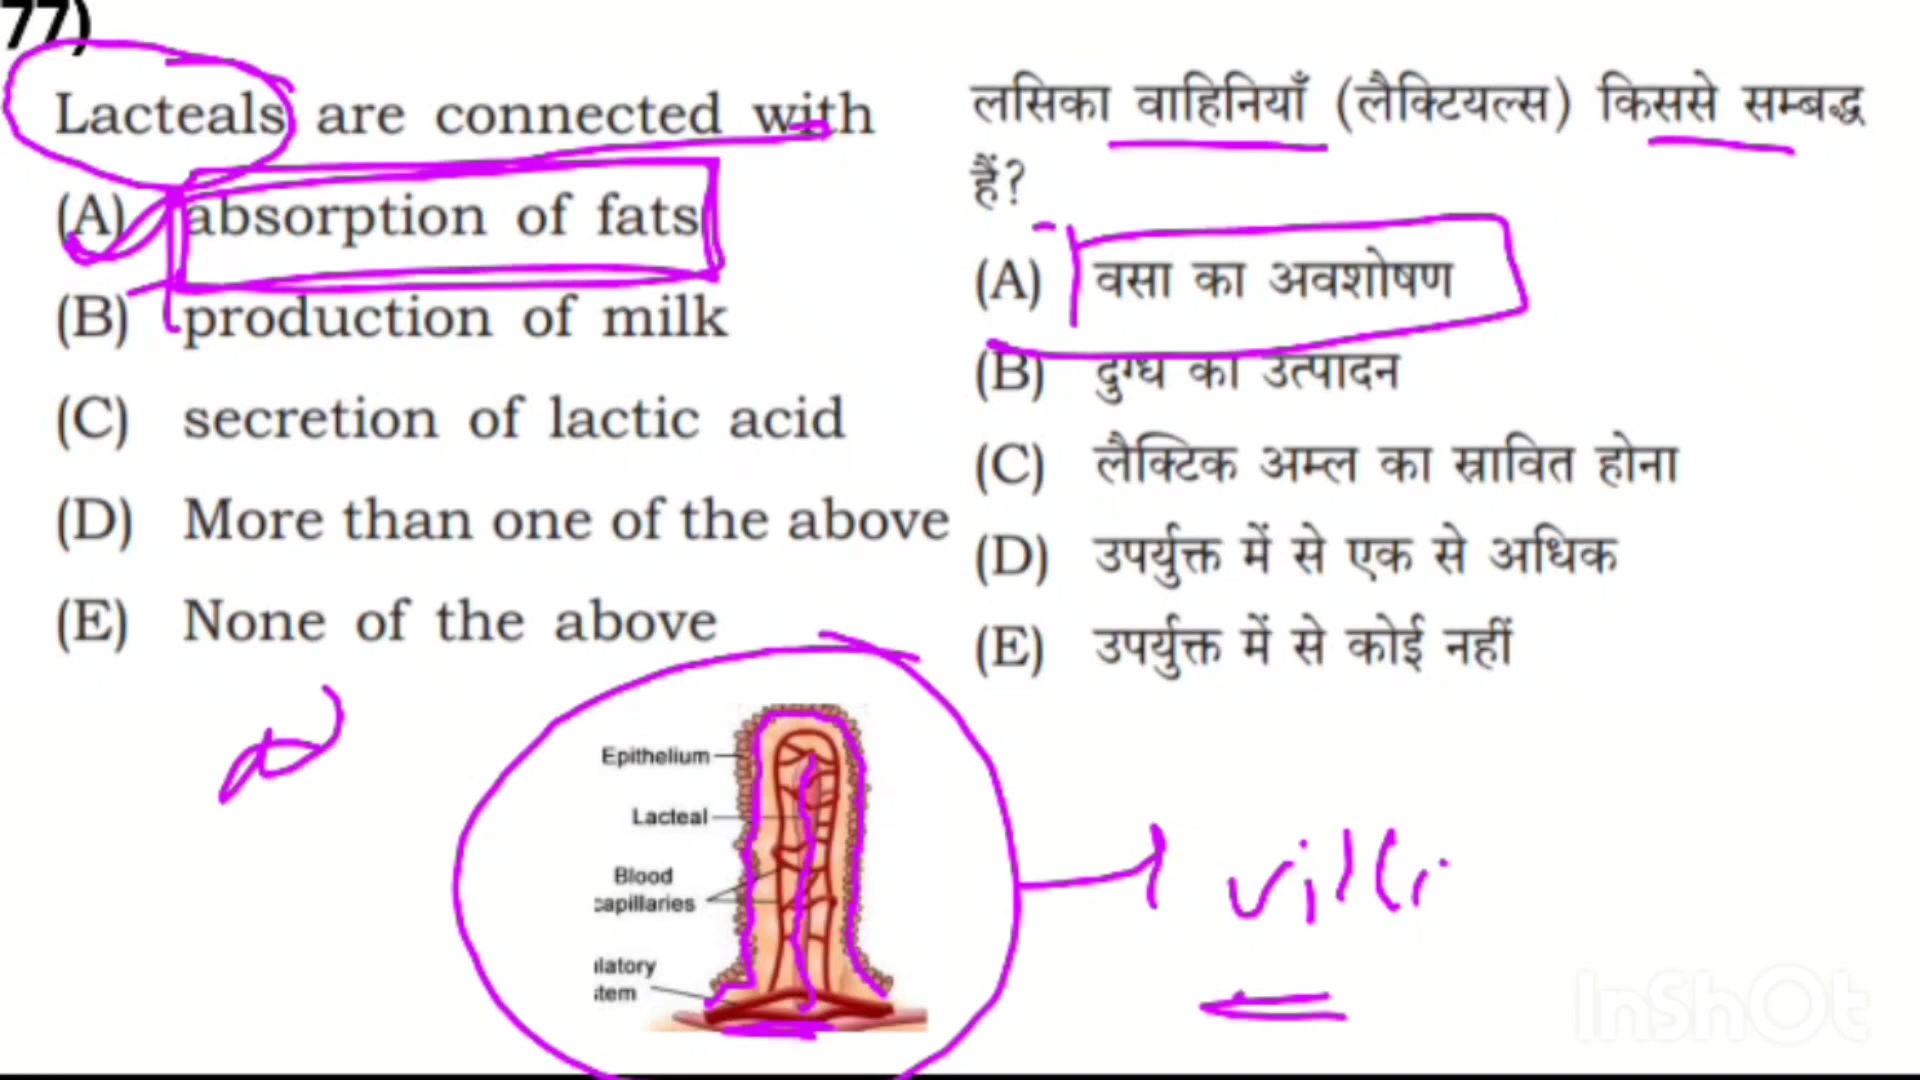 77)
Lacteals are connected with
(A) absorption of fats
(B) production of milk
(C) secretion of lactic acid
(D) More than one of the above
(E) None of the above
लसिका वाहिनियाँ (लैक्टियल्स) किससे सम्बद्ध
हैं?
(A) वसा का अवशोषण
(B) दुग्ध का उत्पादन
(C) लैक्टिक अम्ल का स्रावित होना
(D) उपर्युक्त में से एक से अधिक
(E) उपर्युक्त में से कोई नहीं
Epithelium
Lacteal
Blood
capillaries
ulatory
stem
villi
InShOt